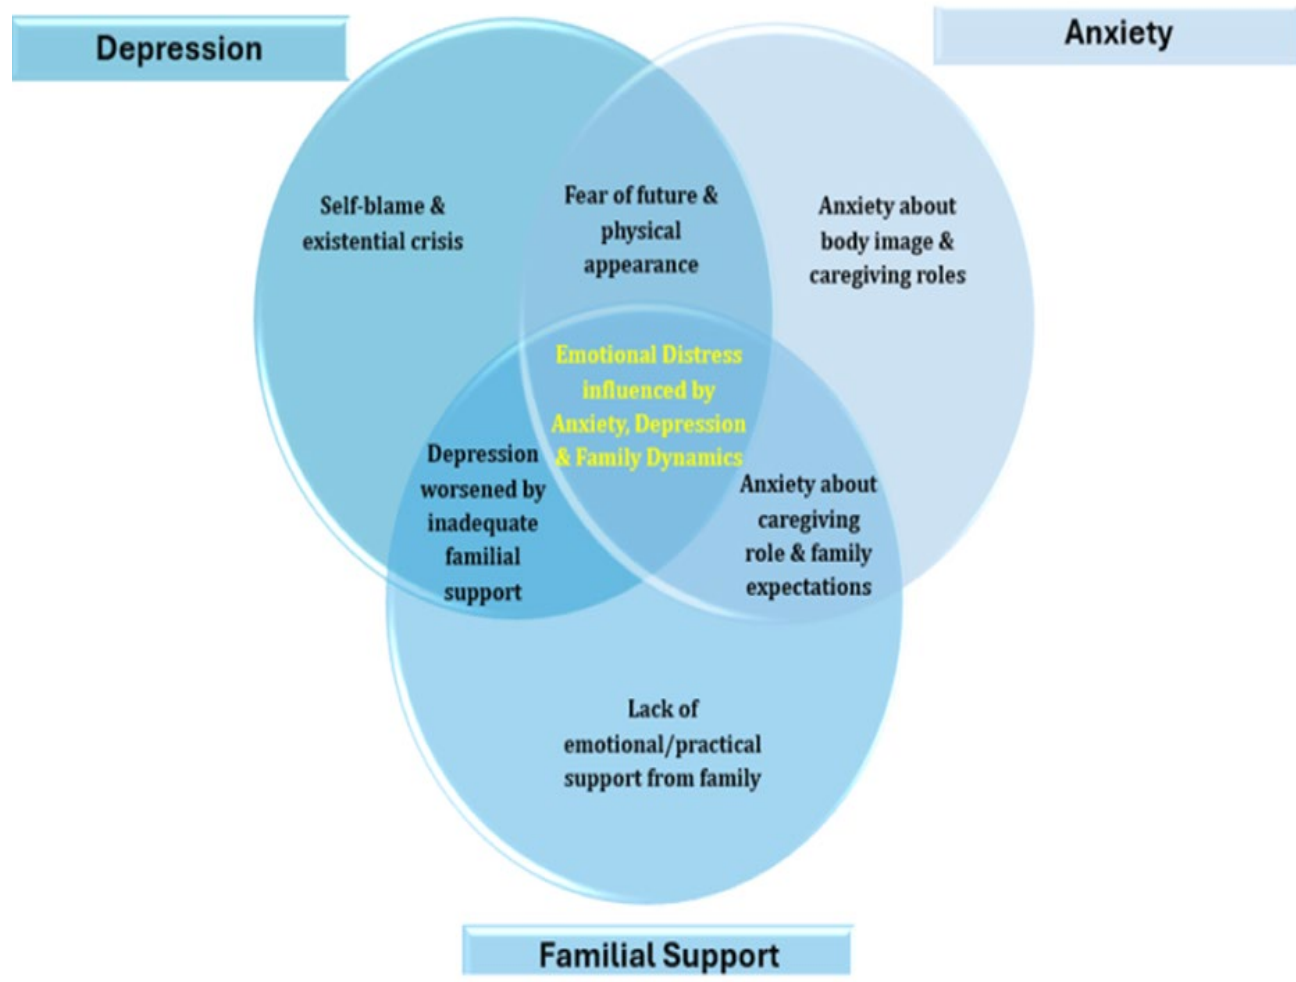 Depression
Anxiety
Self-blame &
existential crisis
Fear of future &
physical
appearance
Anxiety about
body image &
caregiving roles
Emotional Distress
influenced by
Anxiety, Depression
& Family Dynamics
Depression
worsened by
inadequate
familial
support
Anxiety about
caregiving
role & family
expectations
Lack of
emotional/practical
support from family
Familial Support